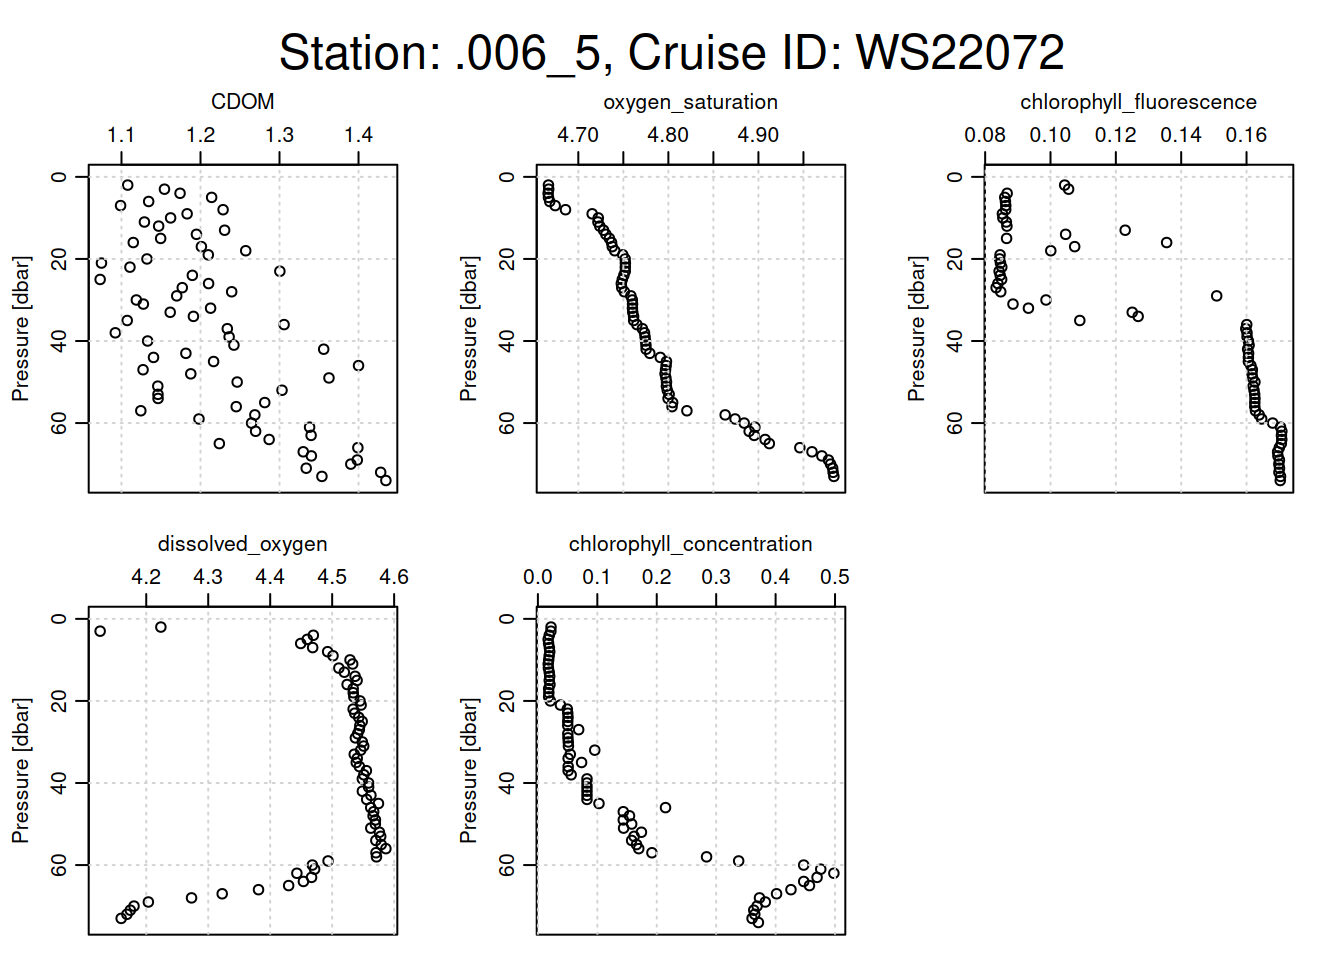 Station: .006_5, Cruise ID: WS22072
CDOM
1.1 1.2 1.3 1.4
Pressure [dbar]
0 20 40 60
oxygen_saturation
4.70 4.80 4.90
Pressure [dbar]
0 20 40 60
chlorophyll_fluorescence
0.08 0.10 0.12 0.14 0.16
Pressure [dbar]
0 20 40 60
dissolved_oxygen
4.2 4.3 4.4 4.5 4.6
Pressure [dbar]
0 20 40 60
chlorophyll_concentration
0.0 0.1 0.2 0.3 0.4 0.5
Pressure [dbar]
0 20 40 60